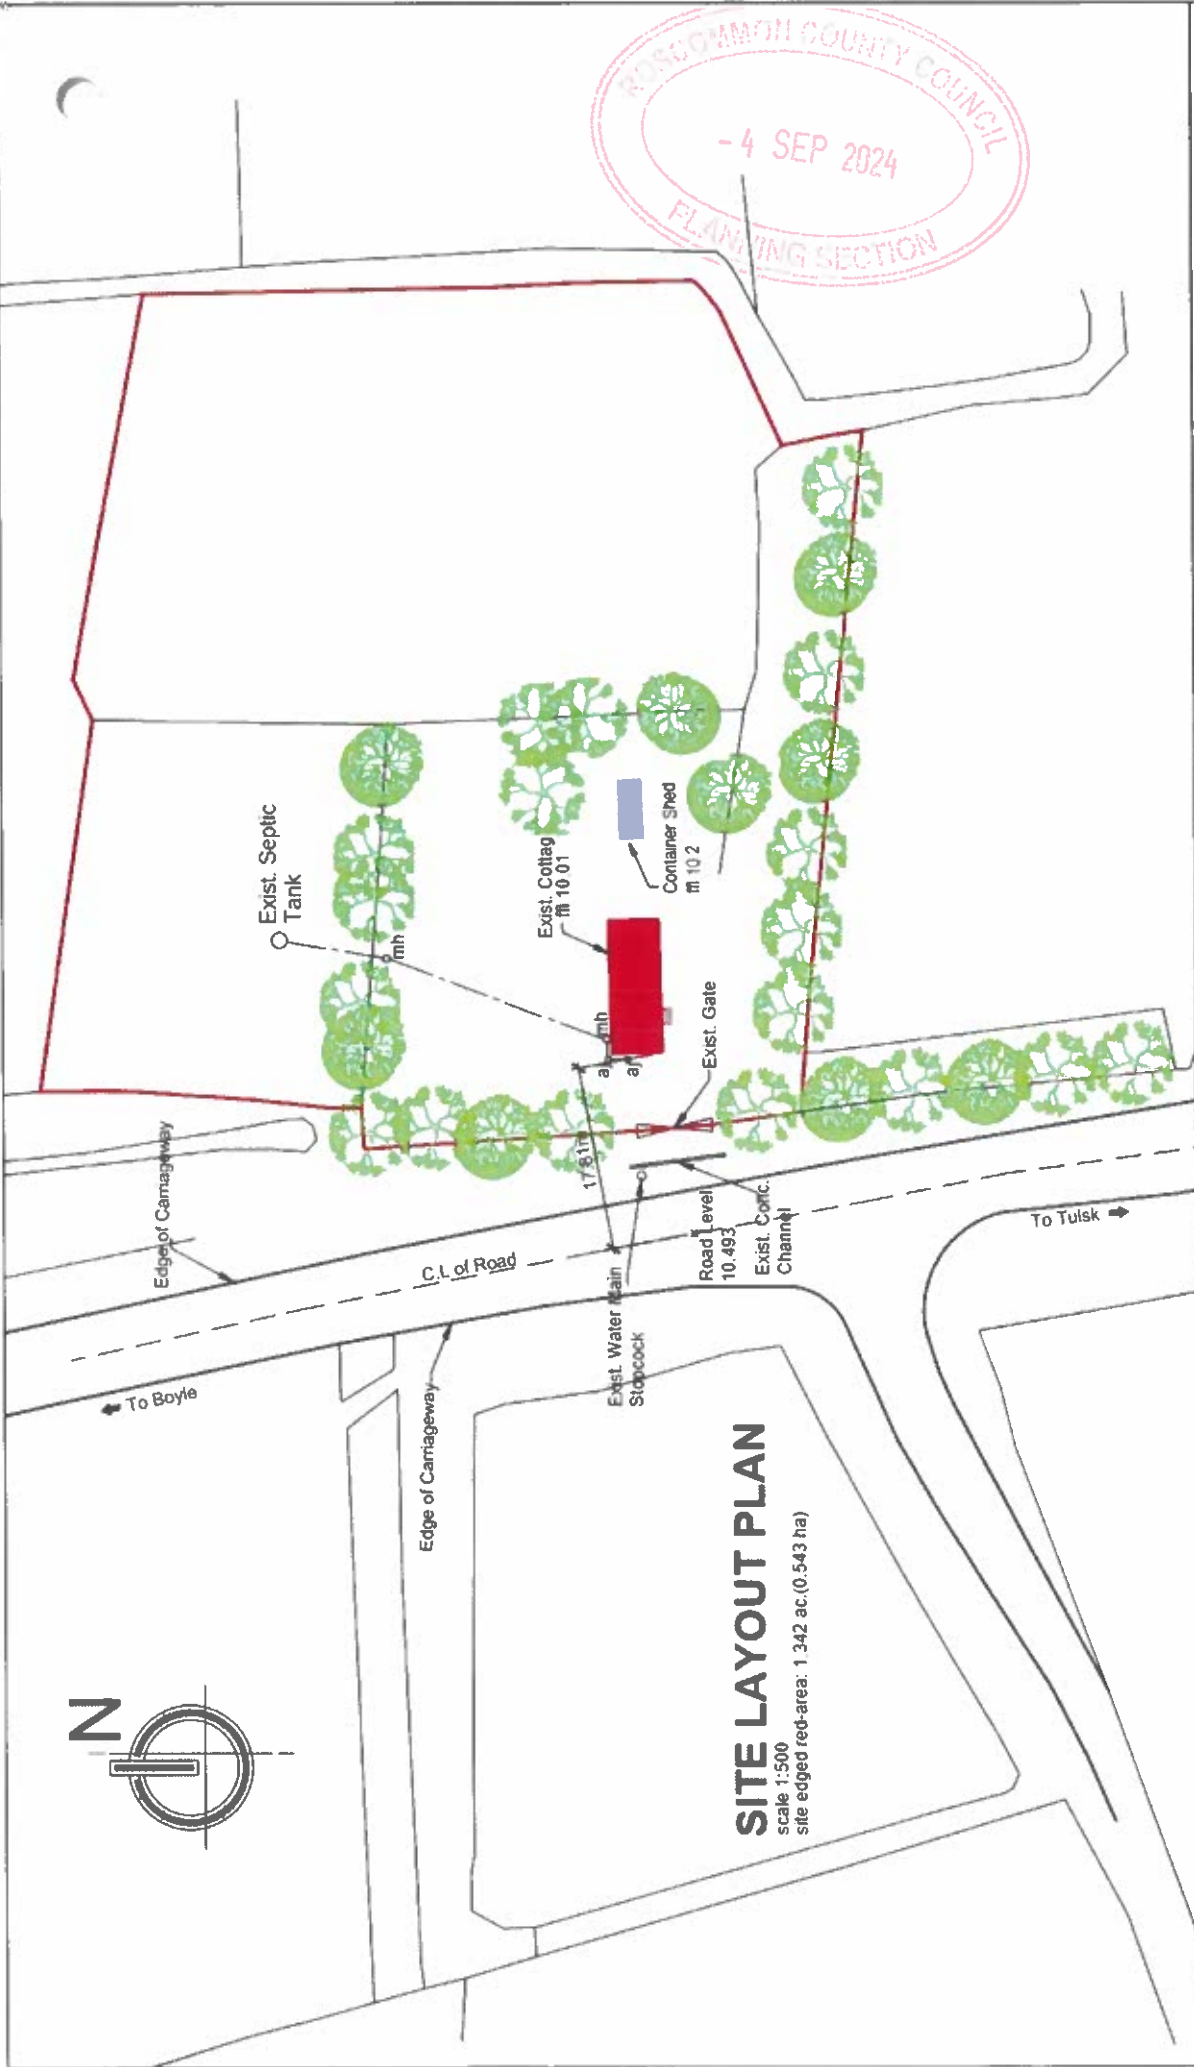 N
ROSCOMMON COUNTY COUNCIL
- 4 SEP 2024
PLANNING SECTION
Exist. Septic
Tank
mh
Exist. Cottag
ffl 10 01
Container Shed
ffl 10 2
mh
aj
aj
Exist. Gate
17.81m
Edge of Carriageway
C.L of Road
To Boyle
Edge of Carriageway
Exist. Water Main
Stopcock
Road Level
10.493
Exist. Conc.
Channel
To Tulsk
SITE LAYOUT PLAN
scale 1:500
site edged red-area: 1.342 ac.(0.543 ha)